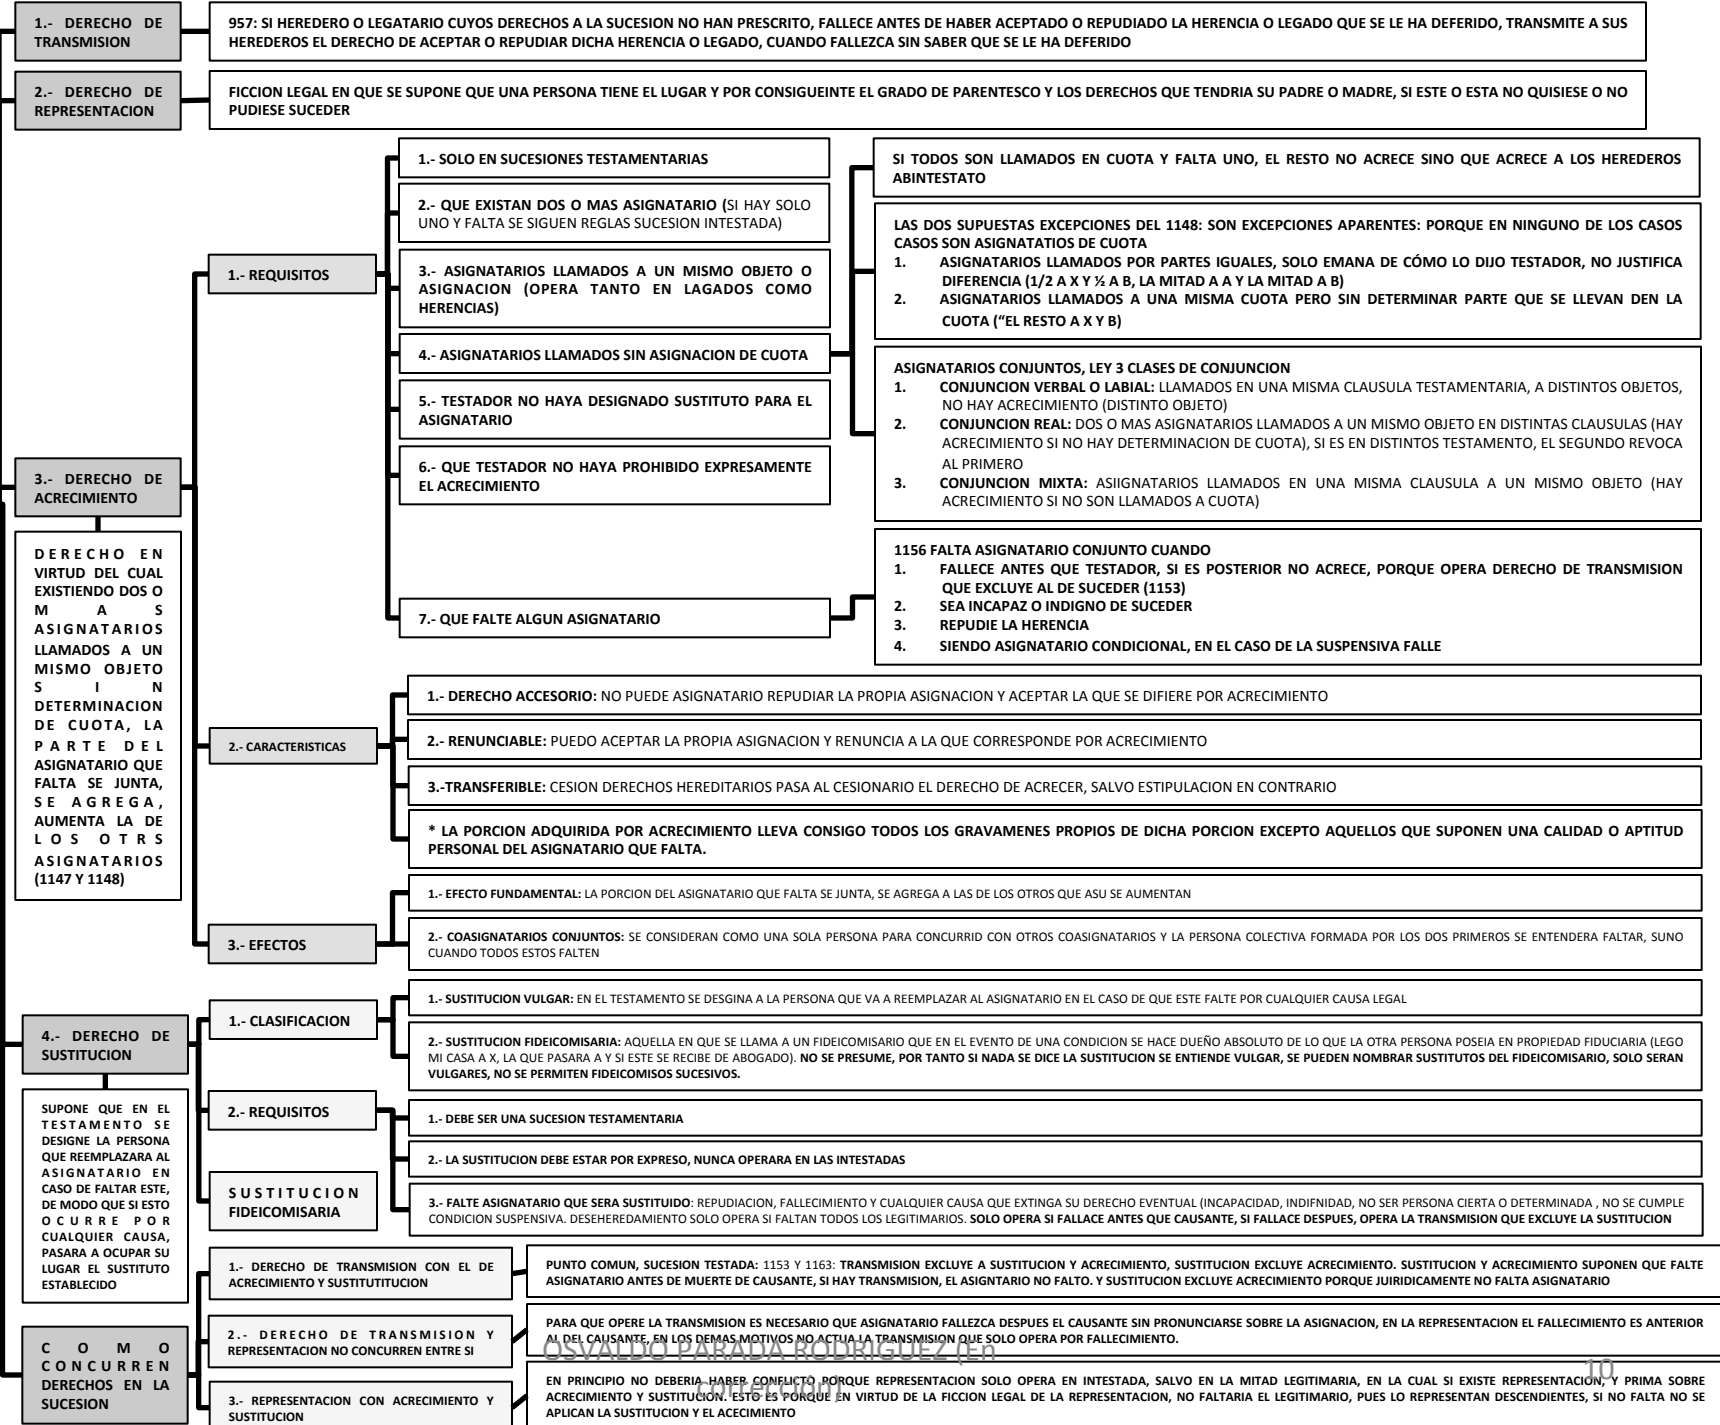 1.- DERECHO DE
TRANSMISION
957: SI HEREDERO O LEGATARIO CUYOS DERECHOS A LA SUCESION NO HAN PRESCRITO, FALLECE ANTES DE HABER ACEPTADO O REPUDIADO LA HERENCIA O LEGADO QUE SE LE HA DEFERIDO, TRANSMITE A SUS
HEREDEROS EL DERECHO DE ACEPTAR O REPUDIAR DICHA HERENCIA O LEGADO, CUANDO FALLEZCA SIN SABER QUE SE LE HA DEFERIDO
2.- DERECHO DE
REPRESENTACION
FICCION LEGAL EN QUE SE SUPONE QUE UNA PERSONA TIENE EL LUGAR Y POR CONSIGUEINTE EL GRADO DE PARENTESCO Y LOS DERECHOS QUE TENDRIA SU PADRE O MADRE, SI ESTE O ESTA NO QUISIESE O NO
PUDIESE SUCEDER
3.- DERECHO DE
ACRECIMIENTO
DERECHO EN
VIRTUD DEL CUAL
EXISTIENDO DOS O
MAS
ASIGNATARIOS
LLAMADOS A UN
MISMO OBJETO
SIN
DETERMINACION
DE CUOTA, LA
PARTE DEL
ASIGNATARIO QUE
FALTA SE JUNTA,
SE AGREGA,
AUMENTA LA DE
LOS OTRS
ASIGNATARIOS
(1147 Y 1148)
1.- REQUISITOS
1.- SOLO EN SUCESIONES TESTAMENTARIAS
2.- QUE EXISTAN DOS O MAS ASIGNATARIO (SI HAY SOLO
UNO Y FALTA SE SIGUEN REGLAS SUCESION INTESTADA)
3.- ASIGNATARIOS LLAMADOS A UN MISMO OBJETO O
ASIGNACION (OPERA TANTO EN LAGADOS COMO
HERENCIAS)
4.- ASIGNATARIOS LLAMADOS SIN ASIGNACION DE CUOTA
SI TODOS SON LLAMADOS EN CUOTA Y FALTA UNO, EL RESTO NO ACRECE SINO QUE ACRECE A LOS HEREDEROS
ABINTESTATO
LAS DOS SUPUESTAS EXCEPCIONES DEL 1148: SON EXCEPCIONES APARENTES: PORQUE EN NINGUNO DE LOS CASOS
CASOS SON ASIGNATATIOS DE CUOTA
1. ASIGNATARIOS LLAMADOS POR PARTES IGUALES, SOLO EMANA DE CÓMO LO DIJO TESTADOR, NO JUSTIFICA
DIFERENCIA (1/2 A X Y ½ A B, LA MITAD A A Y LA MITAD A B)
2. ASIGNATARIOS LLAMADOS A UNA MISMA CUOTA PERO SIN DETERMINAR PARTE QUE SE LLEVAN DEN LA
CUOTA (“EL RESTO A X Y B)
ASIGNATARIOS CONJUNTOS, LEY 3 CLASES DE CONJUNCION
1. CONJUNCION VERBAL O LABIAL: LLAMADOS EN UNA MISMA CLAUSULA TESTAMENTARIA, A DISTINTOS OBJETOS,
NO HAY ACRECIMIENTO (DISTINTO OBJETO)
2. CONJUNCION REAL: DOS O MAS ASIGNATARIOS LLAMADOS A UN MISMO OBJETO EN DISTINTAS CLAUSULAS (HAY
ACRECIMIENTO SI NO HAY DETERMINACION DE CUOTA), SI ES EN DISTINTOS TESTAMENTO, EL SEGUNDO REVOCA
AL PRIMERO
3. CONJUNCION MIXTA: ASIIGNATARIOS LLAMADOS EN UNA MISMA CLAUSULA A UN MISMO OBJETO (HAY
ACRECIMIENTO SI NO SON LLAMADOS A CUOTA)
5.- TESTADOR NO HAYA DESIGNADO SUSTITUTO PARA EL
ASIGNATARIO
6.- QUE TESTADOR NO HAYA PROHIBIDO EXPRESAMENTE
EL ACRECIMIENTO
7.- QUE FALTE ALGUN ASIGNATARIO
1156 FALTA ASIGNATARIO CONJUNTO CUANDO
1. FALLECE ANTES QUE TESTADOR, SI ES POSTERIOR NO ACRECE, PORQUE OPERA DERECHO DE TRANSMISION
QUE EXCLUYE AL DE SUCEDER (1153)
2. SEA INCAPAZ O INDIGNO DE SUCEDER
3. REPUDIE LA HERENCIA
4. SIENDO ASIGNATARIO CONDICIONAL, EN EL CASO DE LA SUSPENSIVA FALLE
2.- CARACTERISTICAS
1.- DERECHO ACCESORIO: NO PUEDE ASIGNATARIO REPUDIAR LA PROPIA ASIGNACION Y ACEPTAR LA QUE SE DIFIERE POR ACRECIMIENTO
2.- RENUNCIABLE: PUEDO ACEPTAR LA PROPIA ASIGNACION Y RENUNCIA A LA QUE CORRESPONDE POR ACRECIMIENTO
3.-TRANSFERIBLE: CESION DERECHOS HEREDITARIOS PASA AL CESIONARIO EL DERECHO DE ACRECER, SALVO ESTIPULACION EN CONTRARIO
* LA PORCION ADQUIRIDA POR ACRECIMIENTO LLEVA CONSIGO TODOS LOS GRAVAMENES PROPIOS DE DICHA PORCION EXCEPTO AQUELLOS QUE SUPONEN UNA CALIDAD O APTITUD
PERSONAL DEL ASIGNATARIO QUE FALTA.
3.- EFECTOS
1.- EFECTO FUNDAMENTAL: LA PORCION DEL ASIGNATARIO QUE FALTA SE JUNTA, SE AGREGA A LAS DE LOS OTROS QUE ASU SE AUMENTAN
2.- COASIGNATARIOS CONJUNTOS: SE CONSIDERAN COMO UNA SOLA PERSONA PARA CONCURRID CON OTROS COASIGNATARIOS Y LA PERSONA COLECTIVA FORMADA POR LOS DOS PRIMEROS SE ENTENDERA FALTAR, SUNO
CUANDO TODOS ESTOS FALTEN
4.- DERECHO DE
SUSTITUCION
SUPONE QUE EN EL
TESTAMENTO SE
DESIGNE LA PERSONA
QUE REEMPLAZARA AL
ASIGNATARIO EN
CASO DE FALTAR ESTE,
DE MODO QUE SI ESTO
OCURRE POR
CUALQUIER CAUSA,
PASARA A OCUPAR SU
LUGAR EL SUSTITUTO
ESTABLECIDO
1.- CLASIFICACION
1.- SUSTITUCION VULGAR: EN EL TESTAMENTO SE DESGINA A LA PERSONA QUE VA A REEMPLAZAR AL ASIGNATARIO EN EL CASO DE QUE ESTE FALTE POR CUALQUIER CAUSA LEGAL
2.- SUSTITUCION FIDEICOMISARIA: AQUELLA EN QUE SE LLAMA A UN FIDEICOMISARIO QUE EN EL EVENTO DE UNA CONDICION SE HACE DUEÑO ABSOLUTO DE LO QUE LA OTRA PERSONA POSEIA EN PROPIEDAD FIDUCIARIA (LEGO
MI CASA A X, LA QUE PASARA A Y SI ESTE SE RECIBE DE ABOGADO). NO SE PRESUME, POR TANTO SI NADA SE DICE LA SUSTITUCION SE ENTIENDE VULGAR, SE PUEDEN NOMBRAR SUSTITUTOS DEL FIDEICOMISARIO, SOLO SERAN
VULGARES, NO SE PERMITEN FIDEICOMISOS SUCESIVOS.
2.- REQUISITOS
1.- DEBE SER UNA SUCESION TESTAMENTARIA
2.- LA SUSTITUCION DEBE ESTAR POR EXPRESO, NUNCA OPERARA EN LAS INTESTADAS
3.- FALTE ASIGNATARIO QUE SERA SUSTITUIDO: REPUDIACION, FALLECIMIENTO Y CUALQUIER CAUSA QUE EXTINGA SU DERECHO EVENTUAL (INCAPACIDAD, INDIFNIDAD, NO SER PERSONA CIERTA O DETERMINADA , NO SE CUMPLE
CONDICION SUSPENSIVA. DESEHEREDAMIENTO SOLO OPERA SI FALTAN TODOS LOS LEGITIMARIOS. SOLO OPERA SI FALLACE ANTES QUE CAUSANTE, SI FALLACE DESPUES, OPERA LA TRANSMISION QUE EXCLUYE LA SUSTITUCION
SUSTITUCION
FIDEICOMISARIA
COMO
CONCURREN
DERECHOS EN LA
SUCESION
1.- DERECHO DE TRANSMISION CON EL DE
ACRECIMIENTO Y SUSTITUTITUCION
PUNTO COMUN, SUCESION TESTADA: 1153 Y 1163: TRANSMISION EXCLUYE A SUSTITUCION Y ACRECIMIENTO, SUSTITUCION EXCLUYE ACRECIMIENTO. SUSTITUCION Y ACRECIMIENTO SUPONEN QUE FALTE
ASIGNATARIO ANTES DE MUERTE DE CAUSANTE, SI HAY TRANSMISION, EL ASIGNTARIO NO FALTO. Y SUSTITUCION EXCLUYE ACRECIMIENTO PORQUE JUIRIDICAMENTE NO FALTA ASIGNATARIO
2.- DERECHO DE TRANSMISION Y
REPRESENTACION NO CONCURREN ENTRE SI
PARA QUE OPERE LA TRANSMISION ES NECESARIO QUE ASIGNATARIO FALLEZCA DESPUES EL CAUSANTE SIN PRONUNCIARSE SOBRE LA ASIGNACION, EN LA REPRESENTACION EL FALLECIMIENTO ES ANTERIOR
AL DEL CAUSANTE, EN LOS DEMAS MOTIVOS NO ACTUA LA TRANSMISION QUE SOLO OPERA POR FALLECIMIENTO.
3.- REPRESENTACION CON ACRECIMIENTO Y
SUSTITUCION
EN PRINCIPIO NO DEBERIA HABER CONFLICTO PORQUE REPRESENTACION SOLO OPERA EN INTESTADA, SALVO EN LA MITAD LEGITIMARIA, EN LA CUAL SI EXISTE REPRESENTACION, Y PRIMA SOBRE
ACRECIMIENTO Y SUSTITUCION. ESTO ES PORQUE EN VIRTUD DE LA FICCION LEGAL DE LA REPRESENTACION, NO FALTARIA EL LEGITIMARIO, PUES LO REPRESENTAN DESCENDIENTES, SI NO FALTA NO SE
APLICAN LA SUSTITUCION Y EL ACECIMIENTO
OSVALDO PARADA RODRIGUEZ (En
corrección)
10